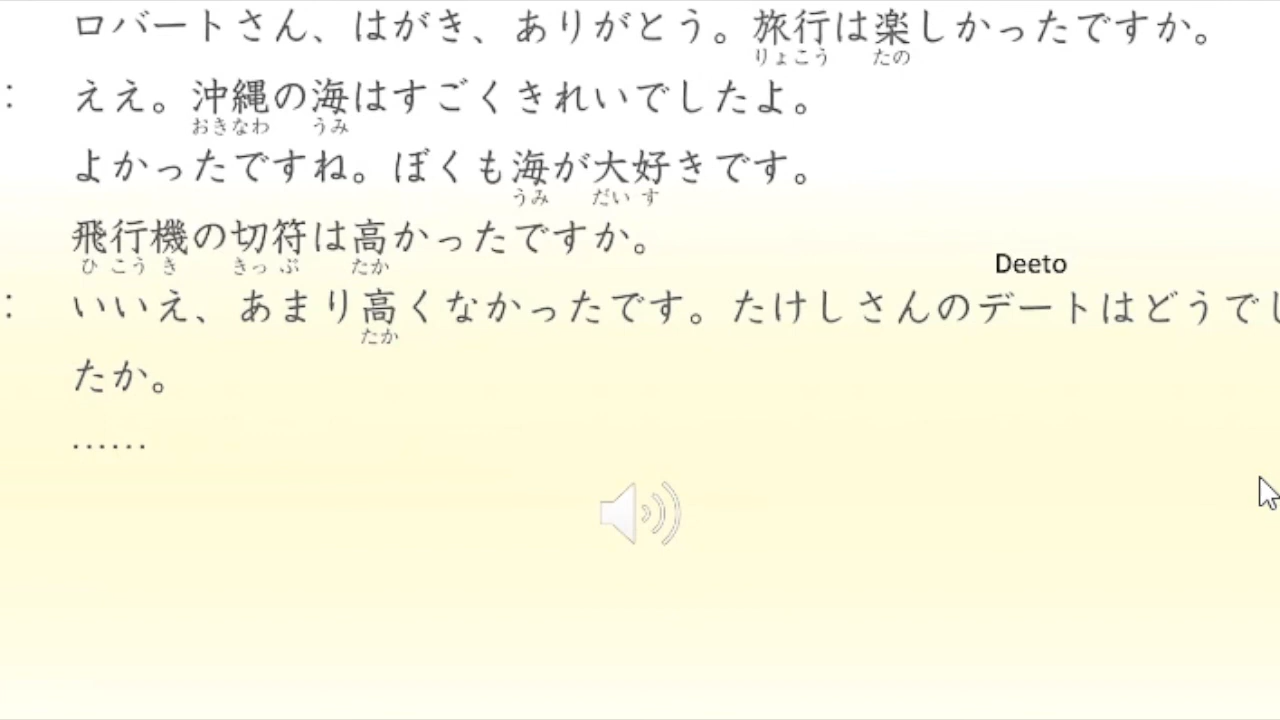 ロバートさん、はがき、ありがとう。旅行は楽しかったですか。
りょこう たの
： ええ。沖縄の海はすごくきれいでしたよ。
おきなわ うみ
よかったですね。ぼくも海が大好きです。
うみ だい す
飛行機の切符は高かったですか。
ひ こう き きっ ぷ たか
Deeto
： いいえ、あまり高くなかったです。たけしさんのデートはどうでし
たか
たか。
……